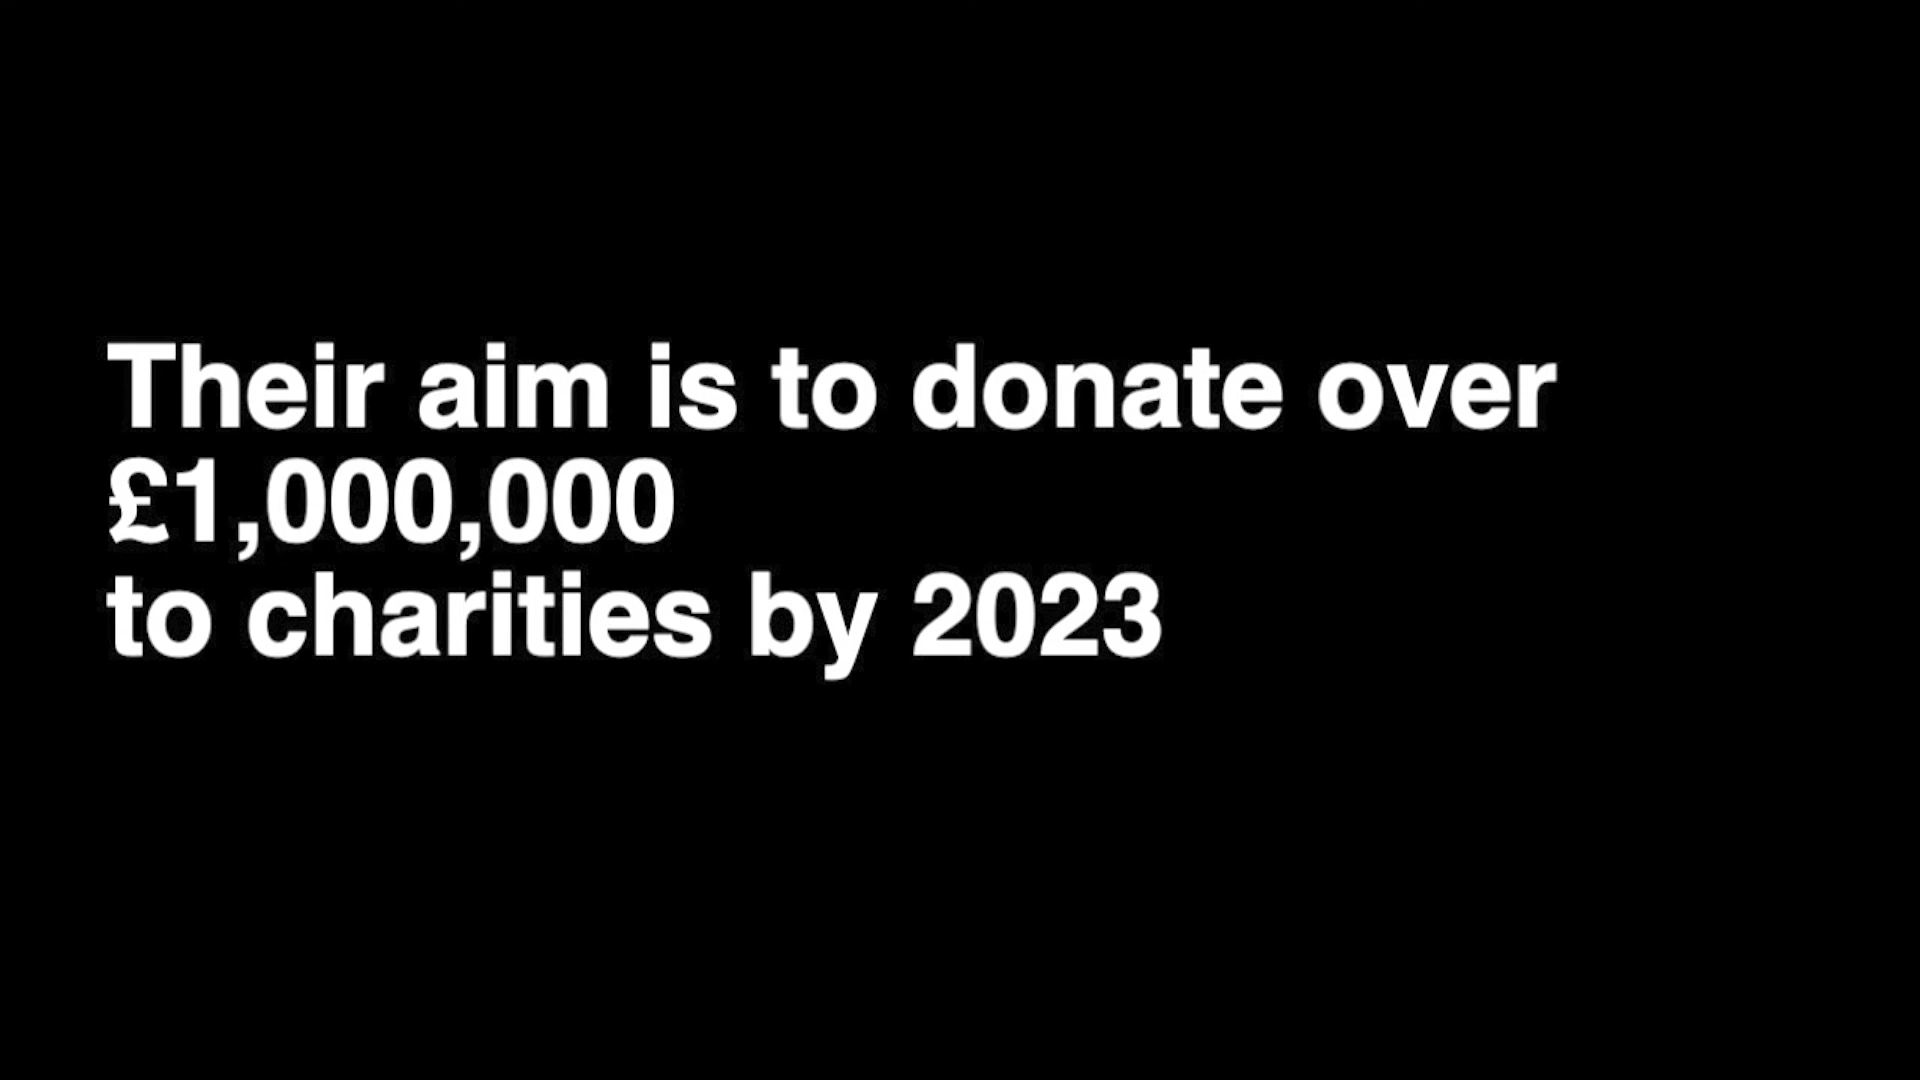 Their aim is to donate over
£1,000,000
to charities by 2023